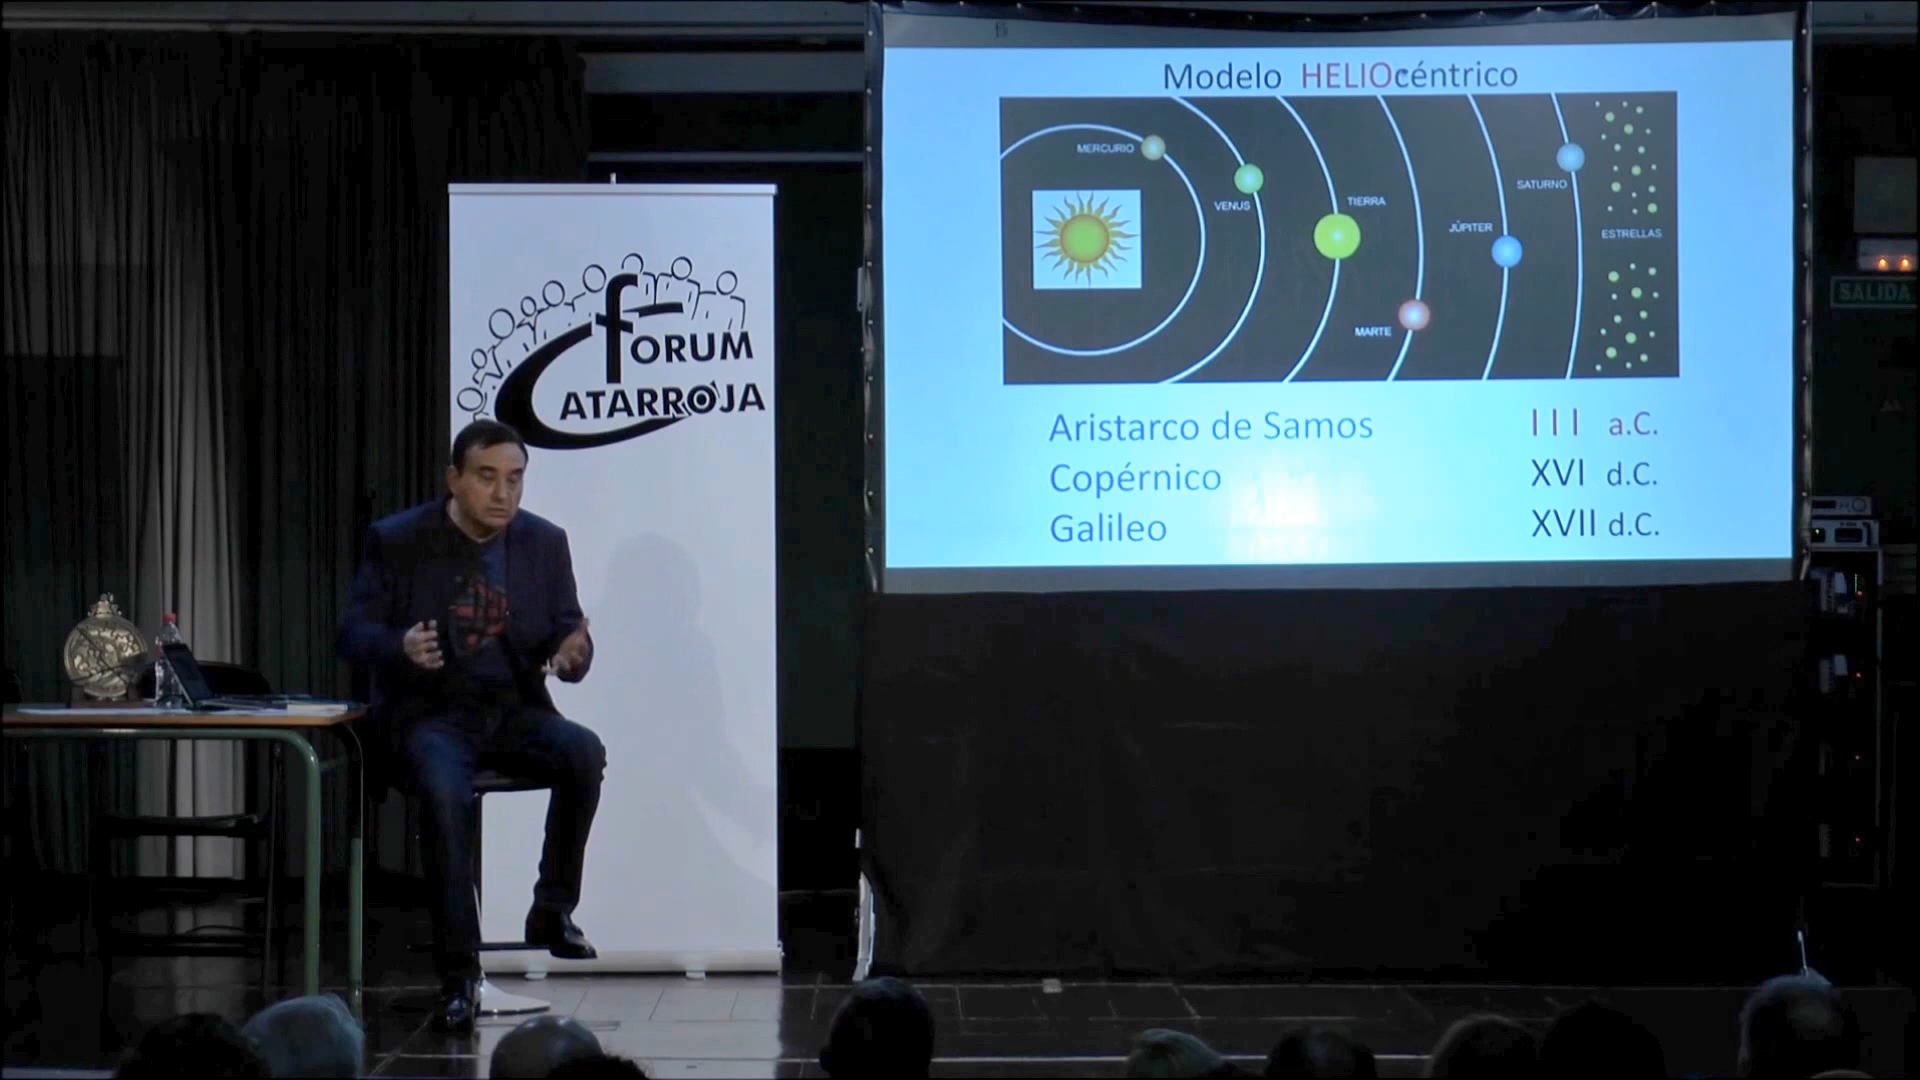 Modelo HELIOcéntrico
MERCURIO
VENUS
TIERRA
MARTE
JÚPITER
SATURNO
ESTRELLAS
Aristarco de Samos III a.C.
Copérnico XVI d.C.
Galileo XVII d.C.
fORUM
CATARROJA
SALIDA